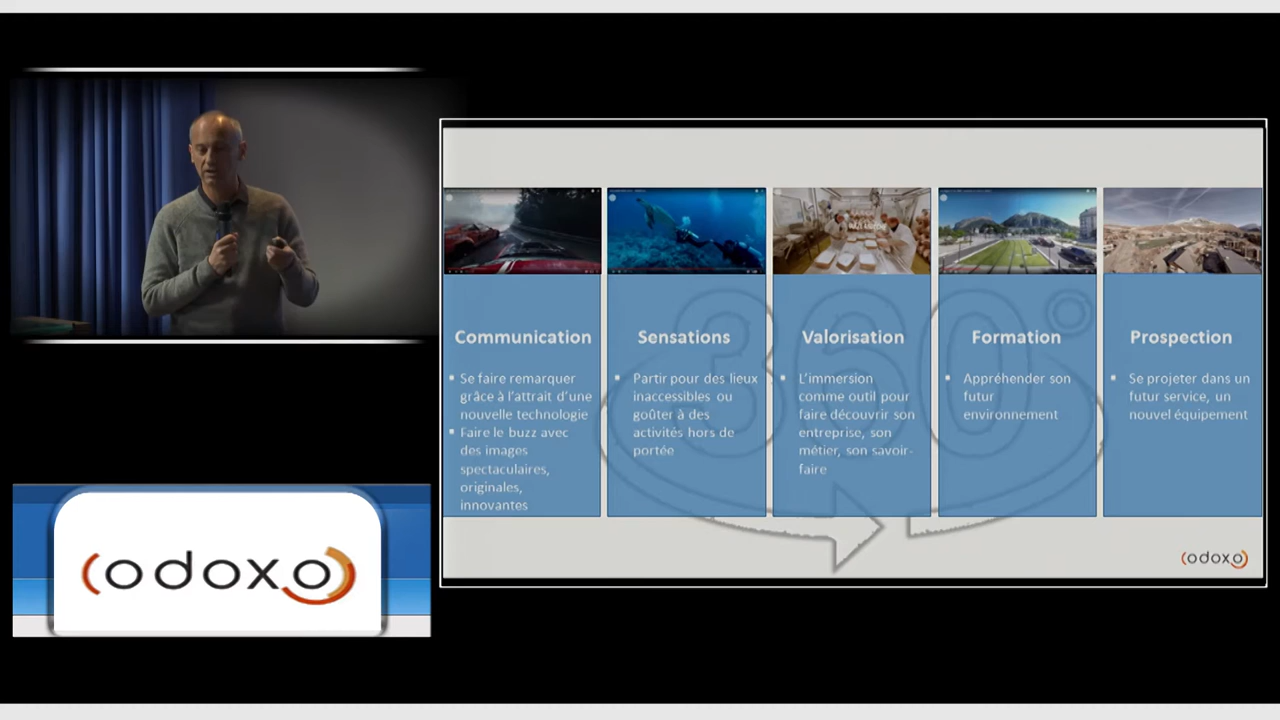 Communication
Se faire remarquer
grâce à l'attrait d'une
nouvelle technologie
Faire le buzz avec
des images
spectaculaires,
originales,
innovantes
Sensations
Partir pour des lieux
inaccessibles ou
goûter à des
activités hors de
portée
Valorisation
L'immersion
comme outil pour
faire découvrir son
entreprise, son
métier, son savoir-
faire
Formation
Appréhender son
futur
environnement
Prospection
Se projeter dans un
futur service, un
nouvel équipement
360°
odoxo
odoxo